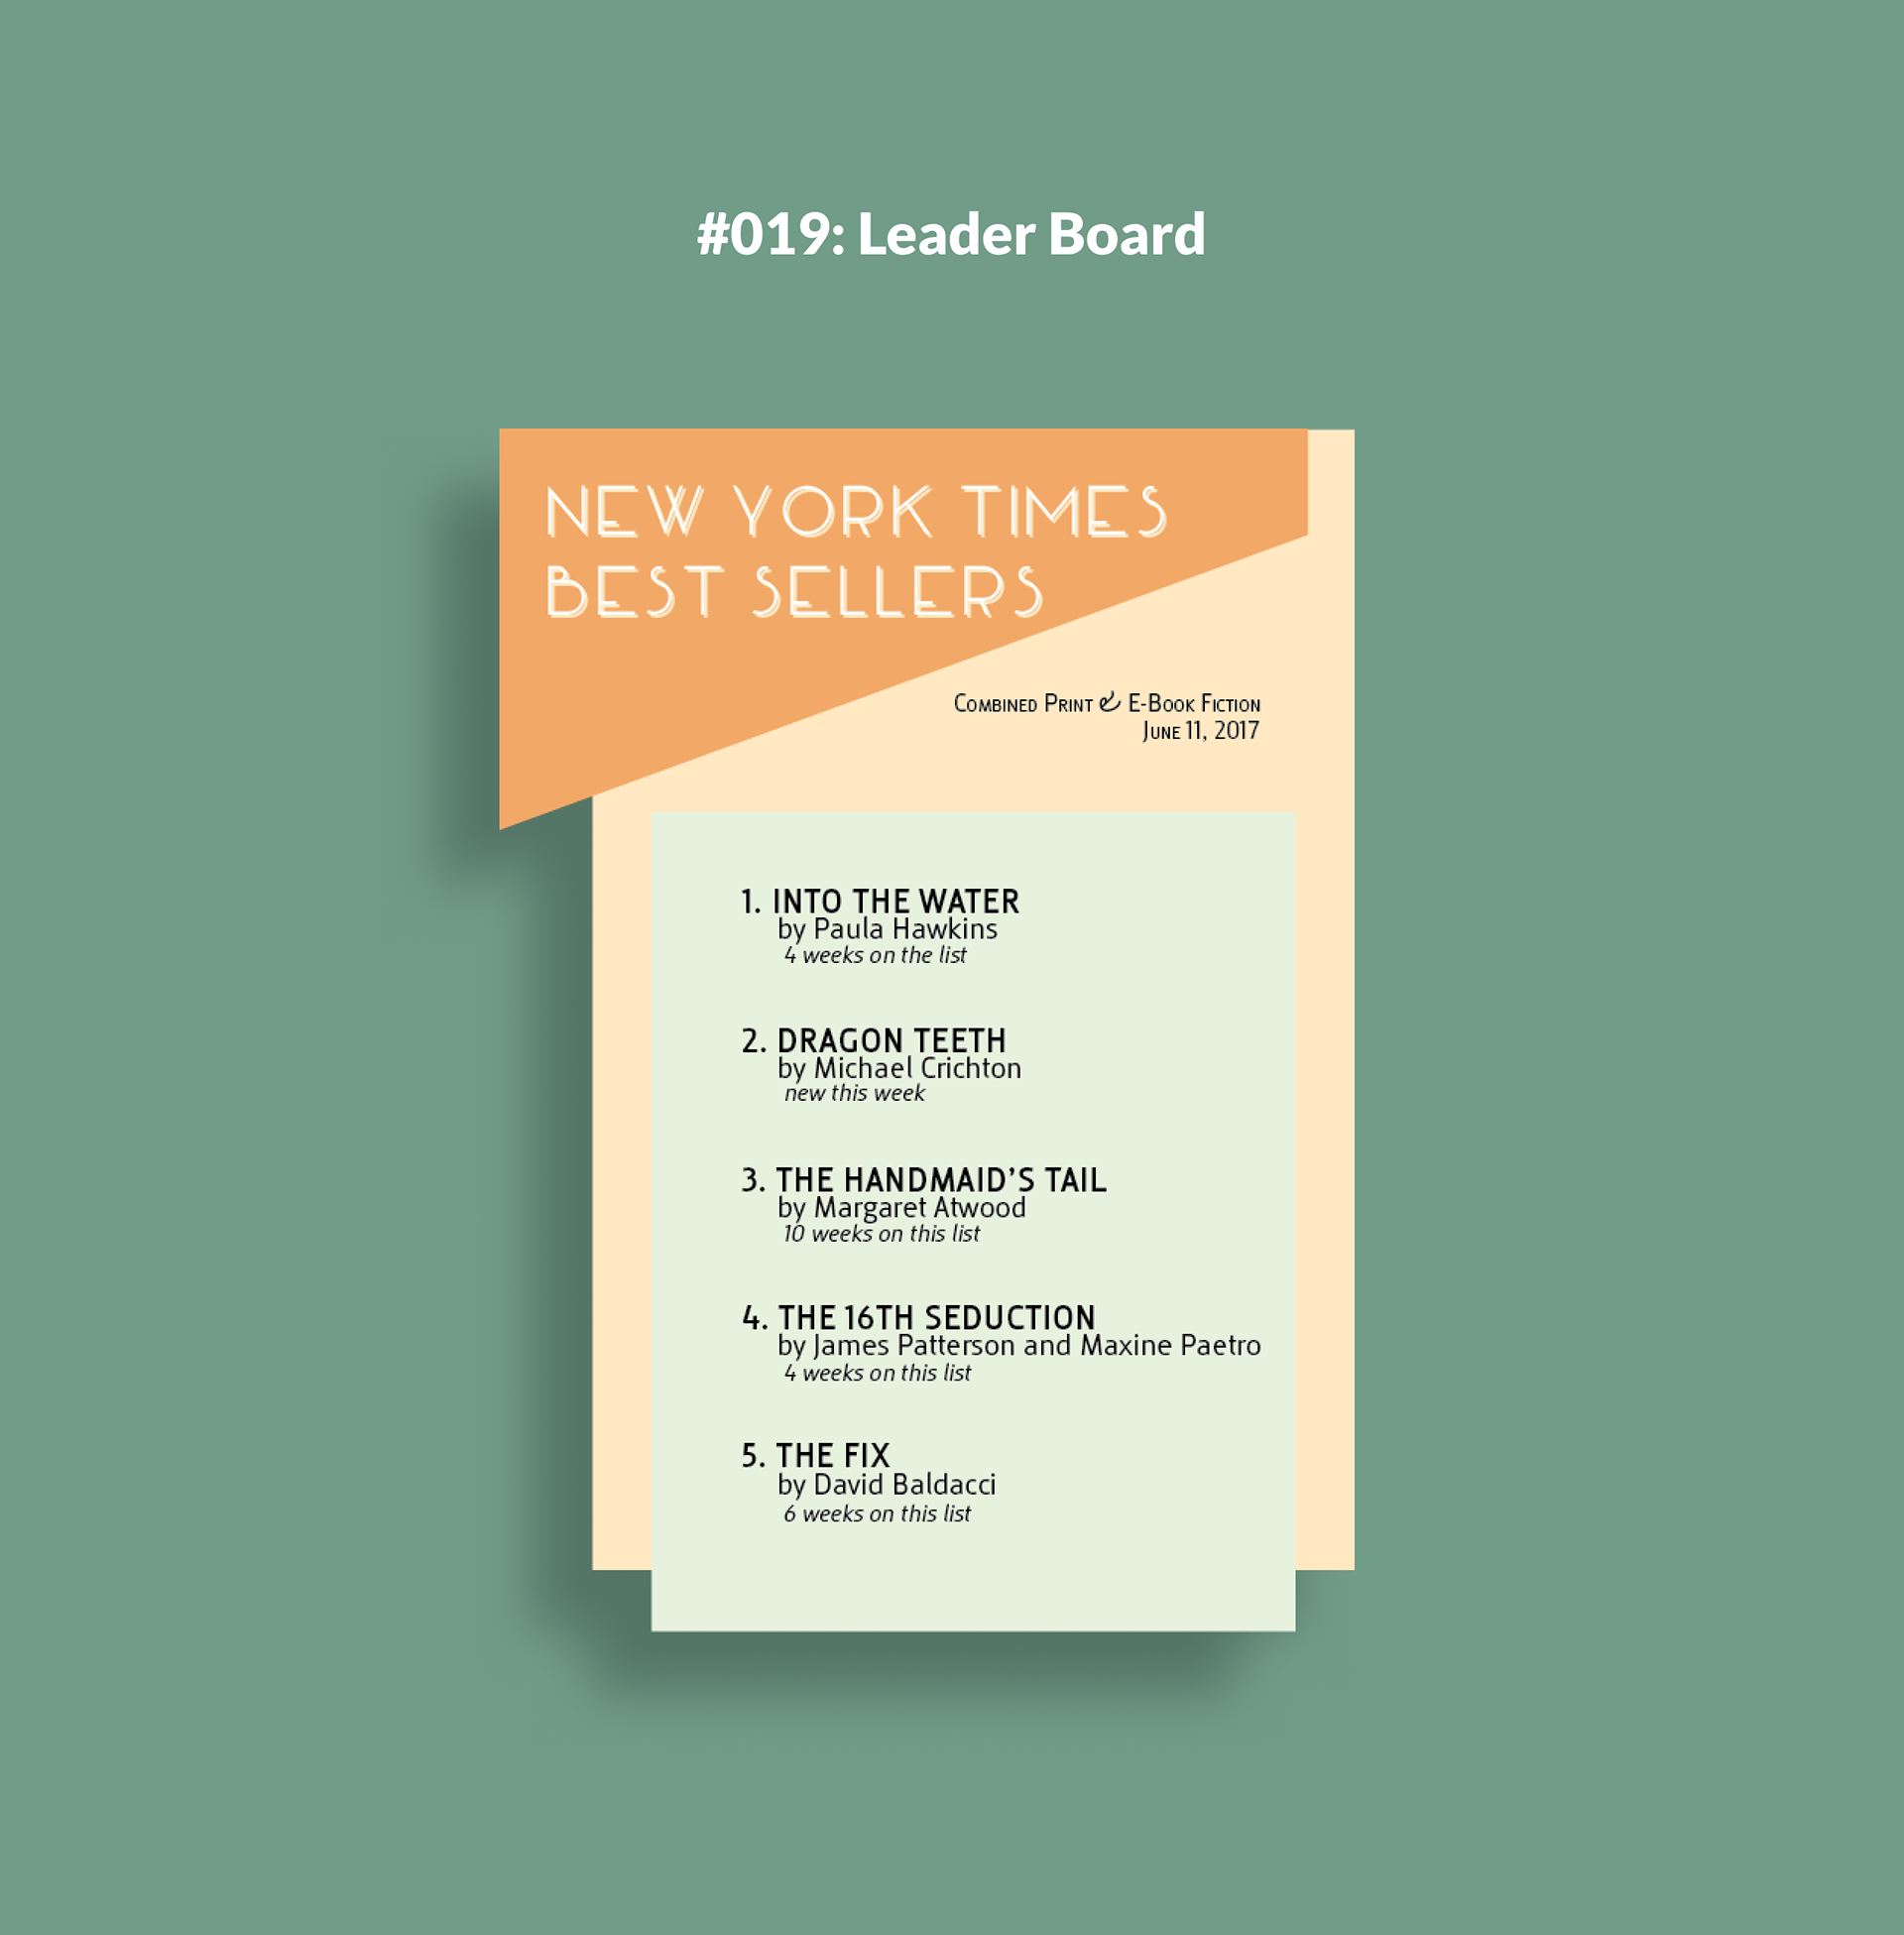 #019: Leader Board
NEW YORK TIMES
BEST SELLERS
Combined Print & E-Book Fiction
June 11, 2017
1. INTO THE WATER
by Paula Hawkins
4 weeks on the list
2. DRAGON TEETH
by Michael Crichton
new this week
3. THE HANDMAID’S TAIL
by Margaret Atwood
10 weeks on this list
4. THE 16TH SEDUCTION
by James Patterson and Maxine Paetro
4 weeks on this list
5. THE FIX
by David Baldacci
6 weeks on this list